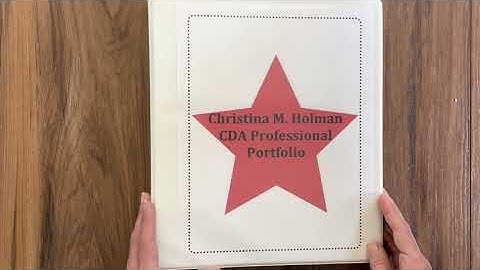 Christina M. Holman
CDA Professional
Portfolio